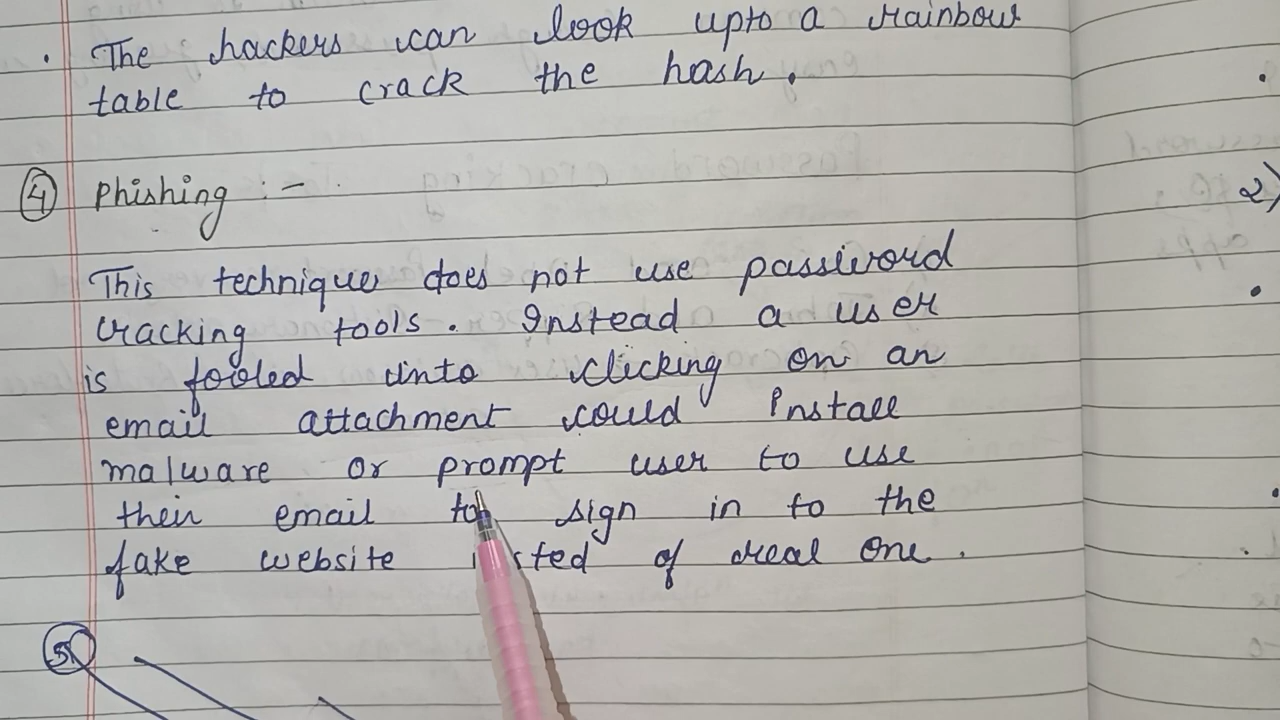 . The hackers can look upto a rainbow
table to crack the hash.
④ Phishing :-
This technique does not use password
cracking tools. Instead a user
is fooled into clicking on an
email attachment could Install
malware or prompt user to use
their email to sign in to the
fake website of real one.
⑤
2)